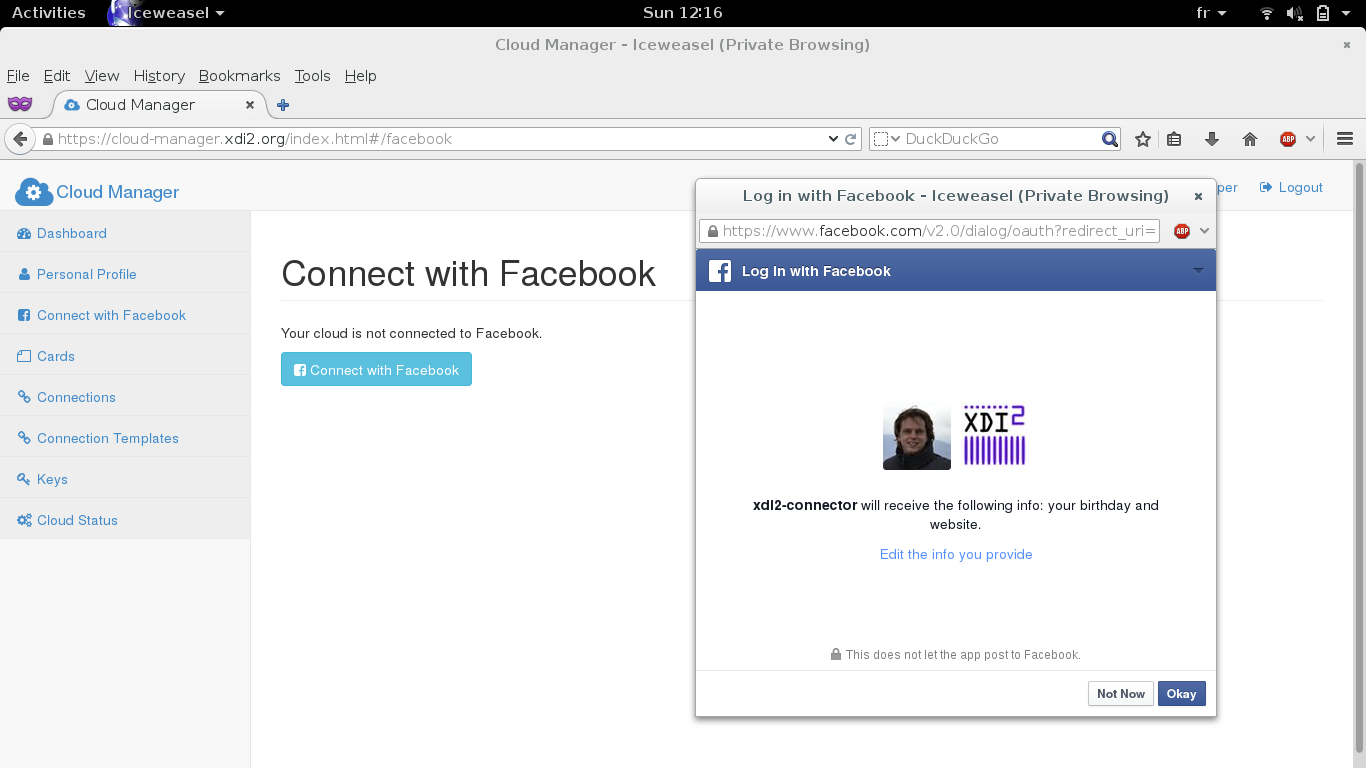 Activities Iceweasel Sun 12:16 fr
Cloud Manager - Iceweasel (Private Browsing)
File Edit View History Bookmarks Tools Help
Cloud Manager
https://cloud-manager.xdi2.org/index.html#/facebook DuckDuckGo ABP
Cloud Manager
per Logout
Dashboard
Personal Profile
Connect with Facebook
Cards
Connections
Connection Templates
Keys
Cloud Status
Connect with Facebook
Your cloud is not connected to Facebook.
Connect with Facebook
Log in with Facebook - Iceweasel (Private Browsing)
https://www.facebook.com/v2.0/dialog/oauth?redirect_uri= ABP
Log in with Facebook
XDI2
xdi2-connector will receive the following info: your birthday and
website.
Edit the info you provide
This does not let the app post to Facebook.
Not Now Okay